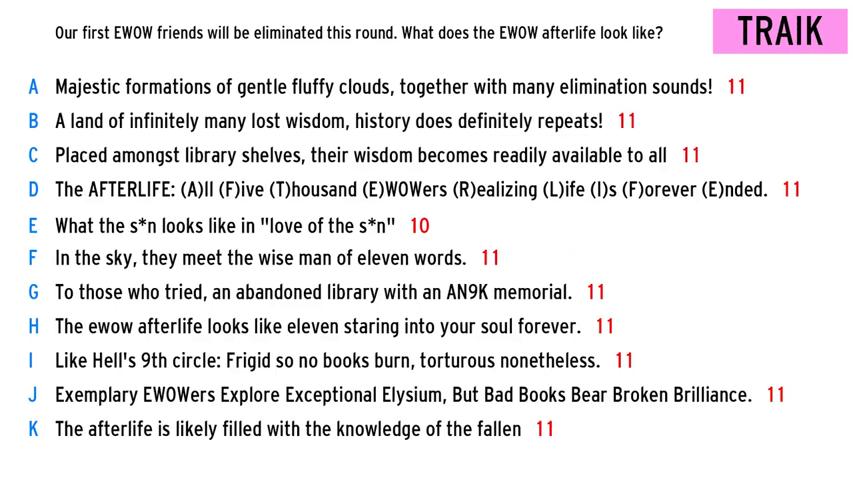 Our first EWOW friends will be eliminated this round. What does the EWOW afterlife look like?
TRAIK
A Majestic formations of gentle fluffy clouds, together with many elimination sounds! 11
B A land of infinitely many lost wisdom, history does definitely repeats! 11
C Placed amongst library shelves, their wisdom becomes readily available to all 11
D The AFTERLIFE: (A)ll (F)ive (T)housand (E)WOWers (R)ealizing (L)ife (I)s (F)orever (E)nded. 11
E What the s*n looks like in "love of the s*n" 10
F In the sky, they meet the wise man of eleven words. 11
G To those who tried, an abandoned library with an AN9K memorial. 11
H The ewow afterlife looks like eleven staring into your soul forever. 11
I Like Hell's 9th circle: Frigid so no books burn, torturous nonetheless. 11
J Exemplary EWOWers Explore Exceptional Elysium, But Bad Books Bear Broken Brilliance. 11
K The afterlife is likely filled with the knowledge of the fallen 11